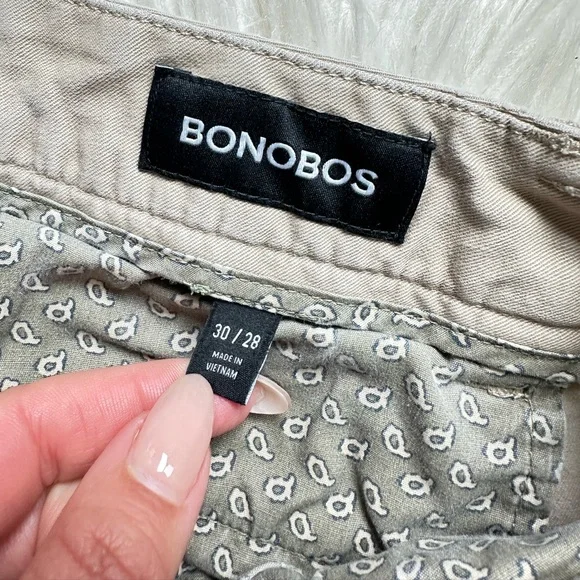 BONOBOS
30 / 28
MADE IN
VIETNAM